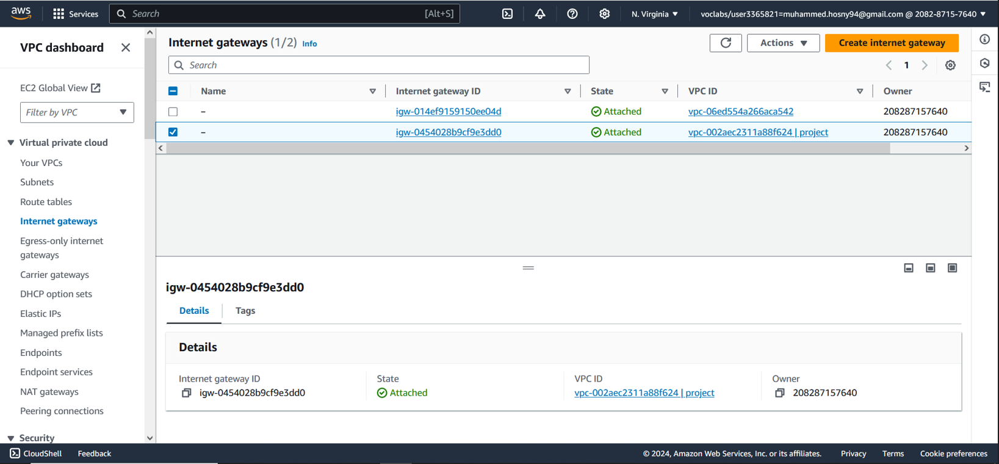 aws Services Search [Alt+S] N. Virginia ▼ voclabs/user3365821=muhammed.hosny94@gmail.com @ 2082-8715-7640 ▼
VPC dashboard
EC2 Global View
Filter by VPC
Virtual private cloud
Your VPCs
Subnets
Route tables
Internet gateways
Egress-only internet
gateways
Carrier gateways
DHCP option sets
Elastic IPs
Managed prefix lists
Endpoints
Endpoint services
NAT gateways
Peering connections
Security
Internet gateways (1/2) Info
Actions ▼ Create internet gateway
Search
1
Name Internet gateway ID State VPC ID Owner
– igw-014ef9159150ee04d Attached vpc-06ed554a266aca542 208287157640
– igw-0454028b9cf9e3dd0 Attached vpc-002aec2311a88f624 | project 208287157640
igw-0454028b9cf9e3dd0
Details Tags
Details
Internet gateway ID State VPC ID Owner
igw-0454028b9cf9e3dd0 Attached vpc-002aec2311a88f624 | project 208287157640
CloudShell Feedback © 2024, Amazon Web Services, Inc. or its affiliates. Privacy Terms Cookie preferences